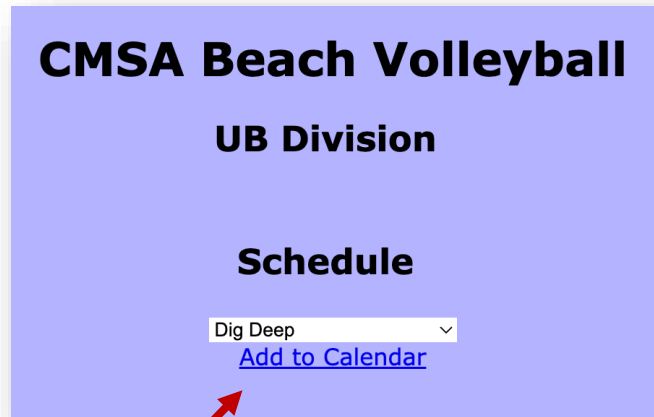 CMSA Beach Volleyball
UB Division
Schedule
Dig Deep
Add to Calendar